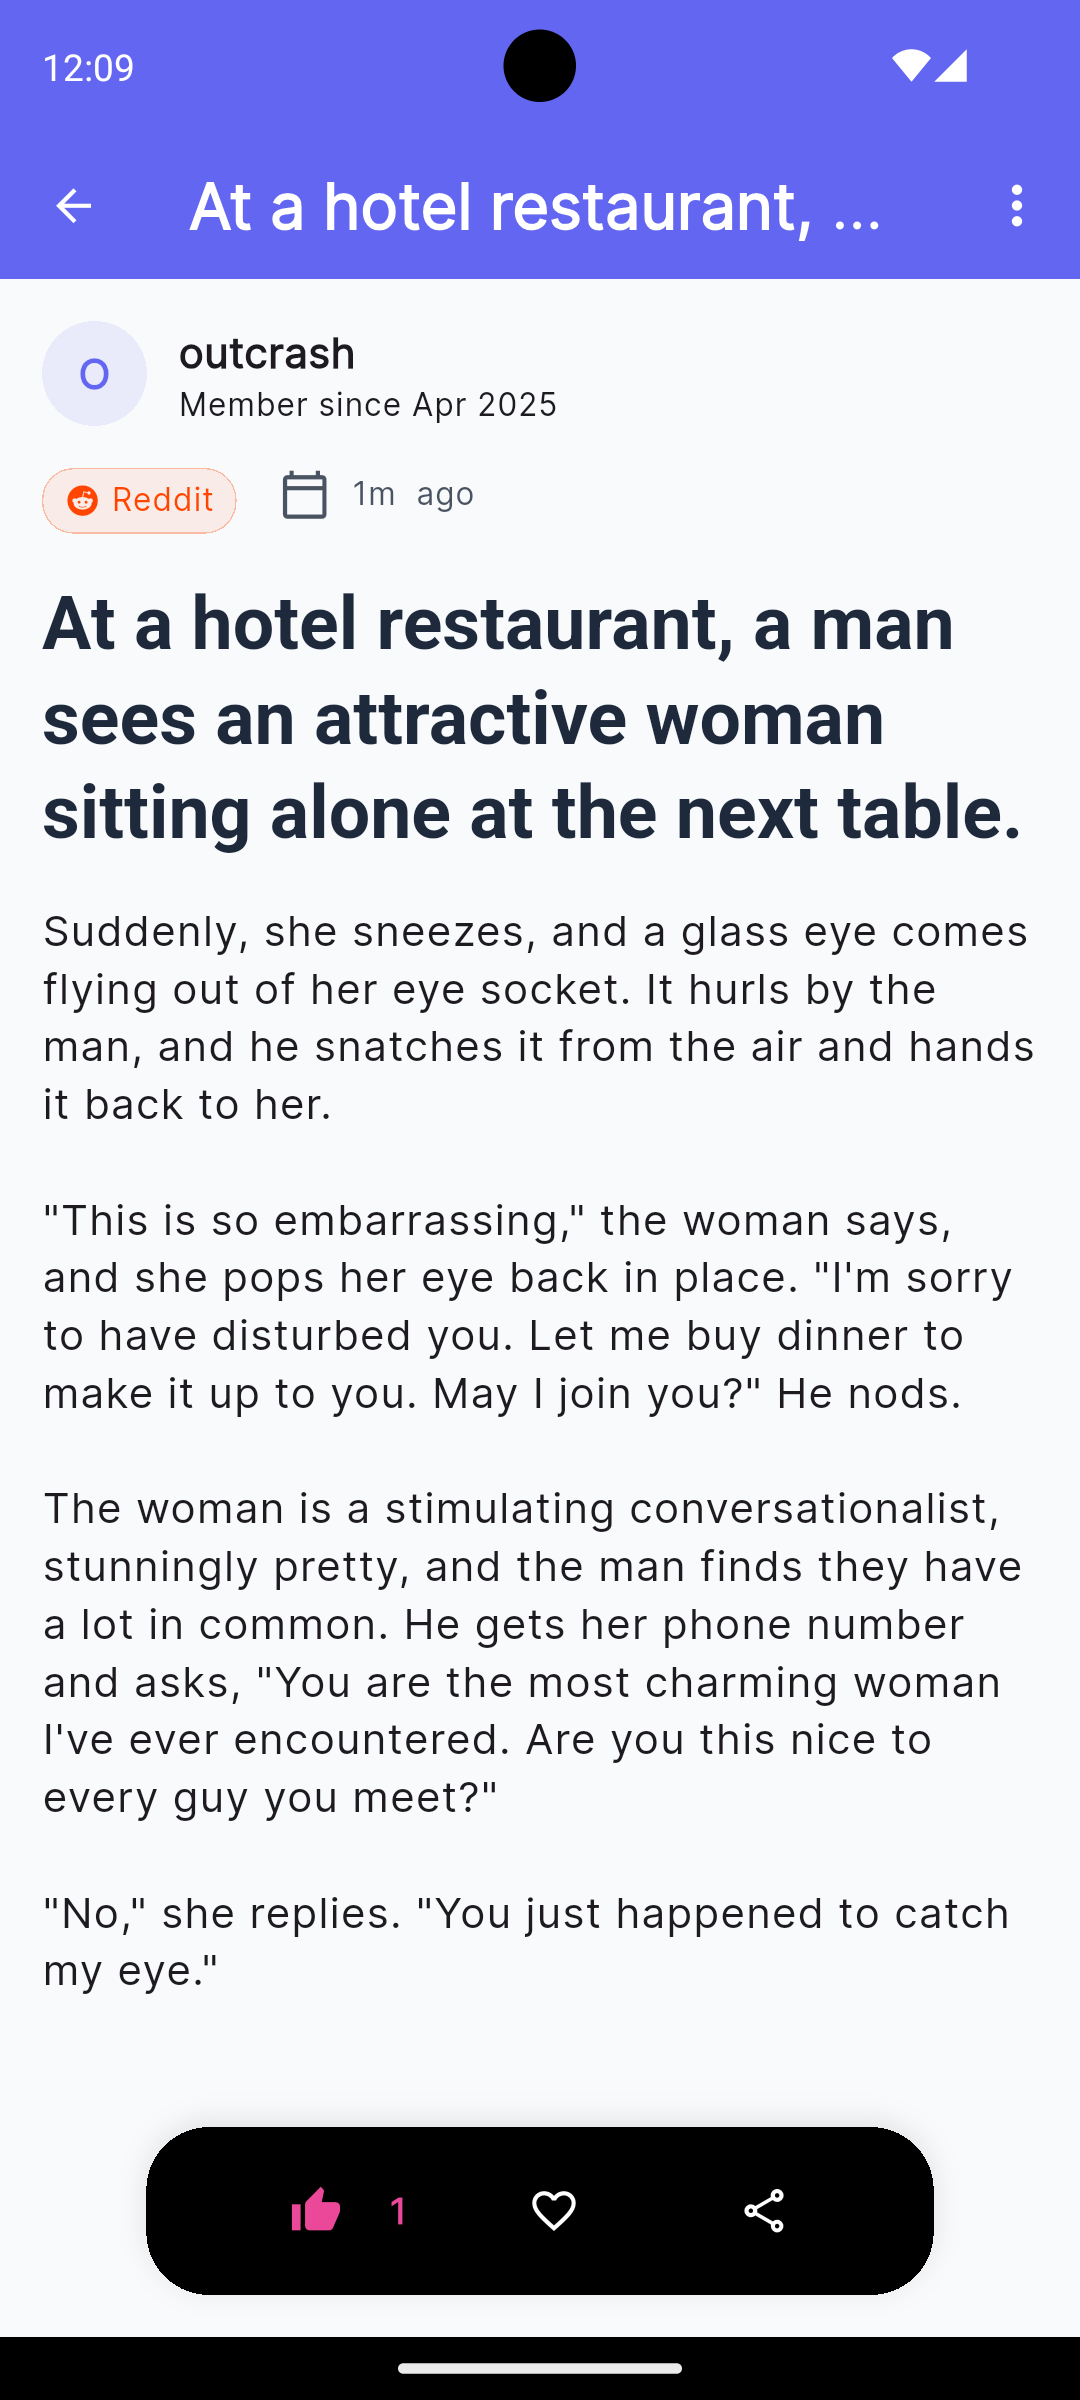 12:09
At a hotel restaurant, ...
O
outcrash
Member since Apr 2025
Reddit
1m ago
At a hotel restaurant, a man
sees an attractive woman
sitting alone at the next table.
Suddenly, she sneezes, and a glass eye comes
flying out of her eye socket. It hurls by the
man, and he snatches it from the air and hands
it back to her.
"This is so embarrassing," the woman says,
and she pops her eye back in place. "I'm sorry
to have disturbed you. Let me buy dinner to
make it up to you. May I join you?" He nods.
The woman is a stimulating conversationalist,
stunningly pretty, and the man finds they have
a lot in common. He gets her phone number
and asks, "You are the most charming woman
I've ever encountered. Are you this nice to
every guy you meet?"
"No," she replies. "You just happened to catch
my eye."
1